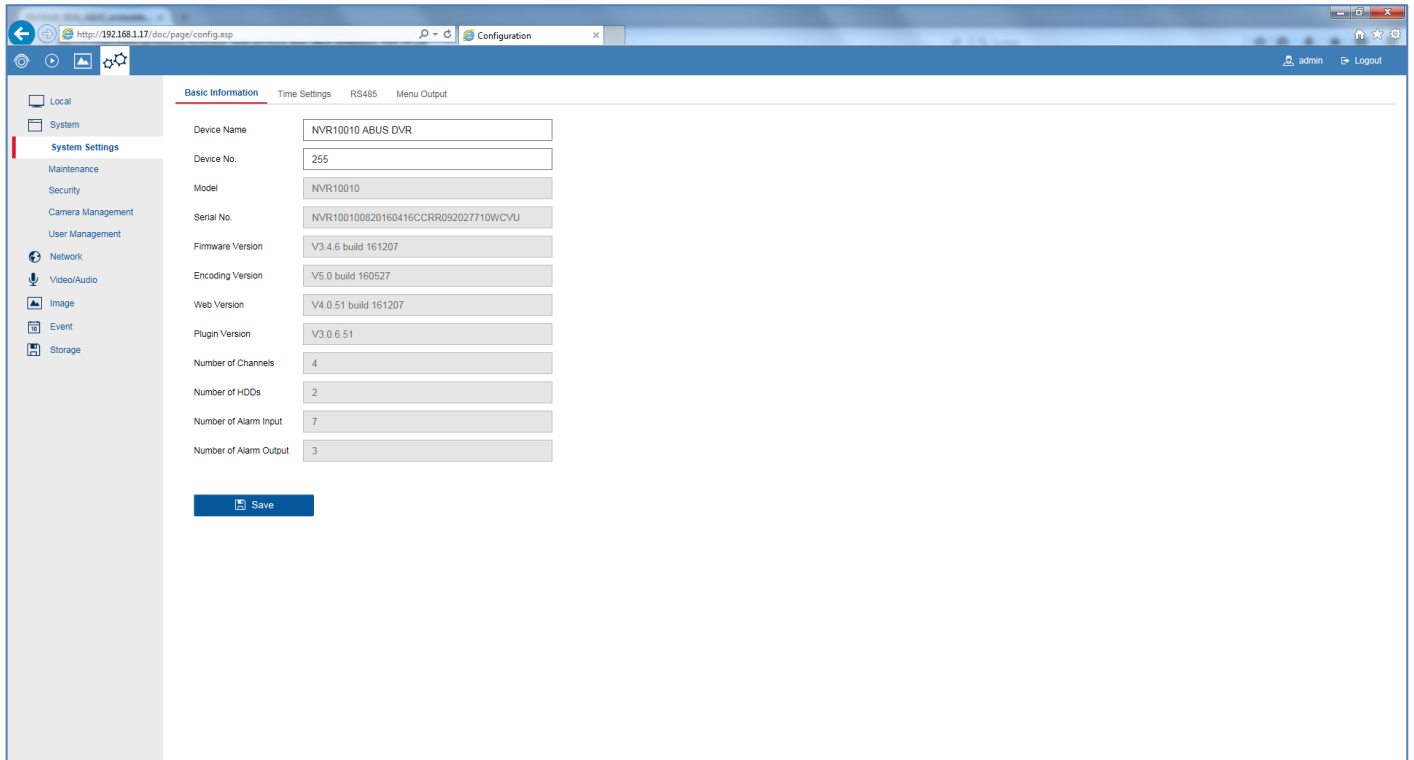 http://192.168.1.17/doc/page/config.asp
Configuration
admin
Logout
Local
System
System Settings
Maintenance
Security
Camera Management
User Management
Network
Video/Audio
Image
10
Event
Storage
Basic Information Time Settings RS485 Menu Output
Device Name NVR10010 ABUS DVR
Device No. 255
Model NVR10010
Serial No. NVR100100820160416CCRR092027710WCVU
Firmware Version V3.4.6 build 161207
Encoding Version V5.0 build 160527
Web Version V4.0.51 build 161207
Plugin Version V3.0.6.51
Number of Channels 4
Number of HDDs 2
Number of Alarm Input 7
Number of Alarm Output 3
Save